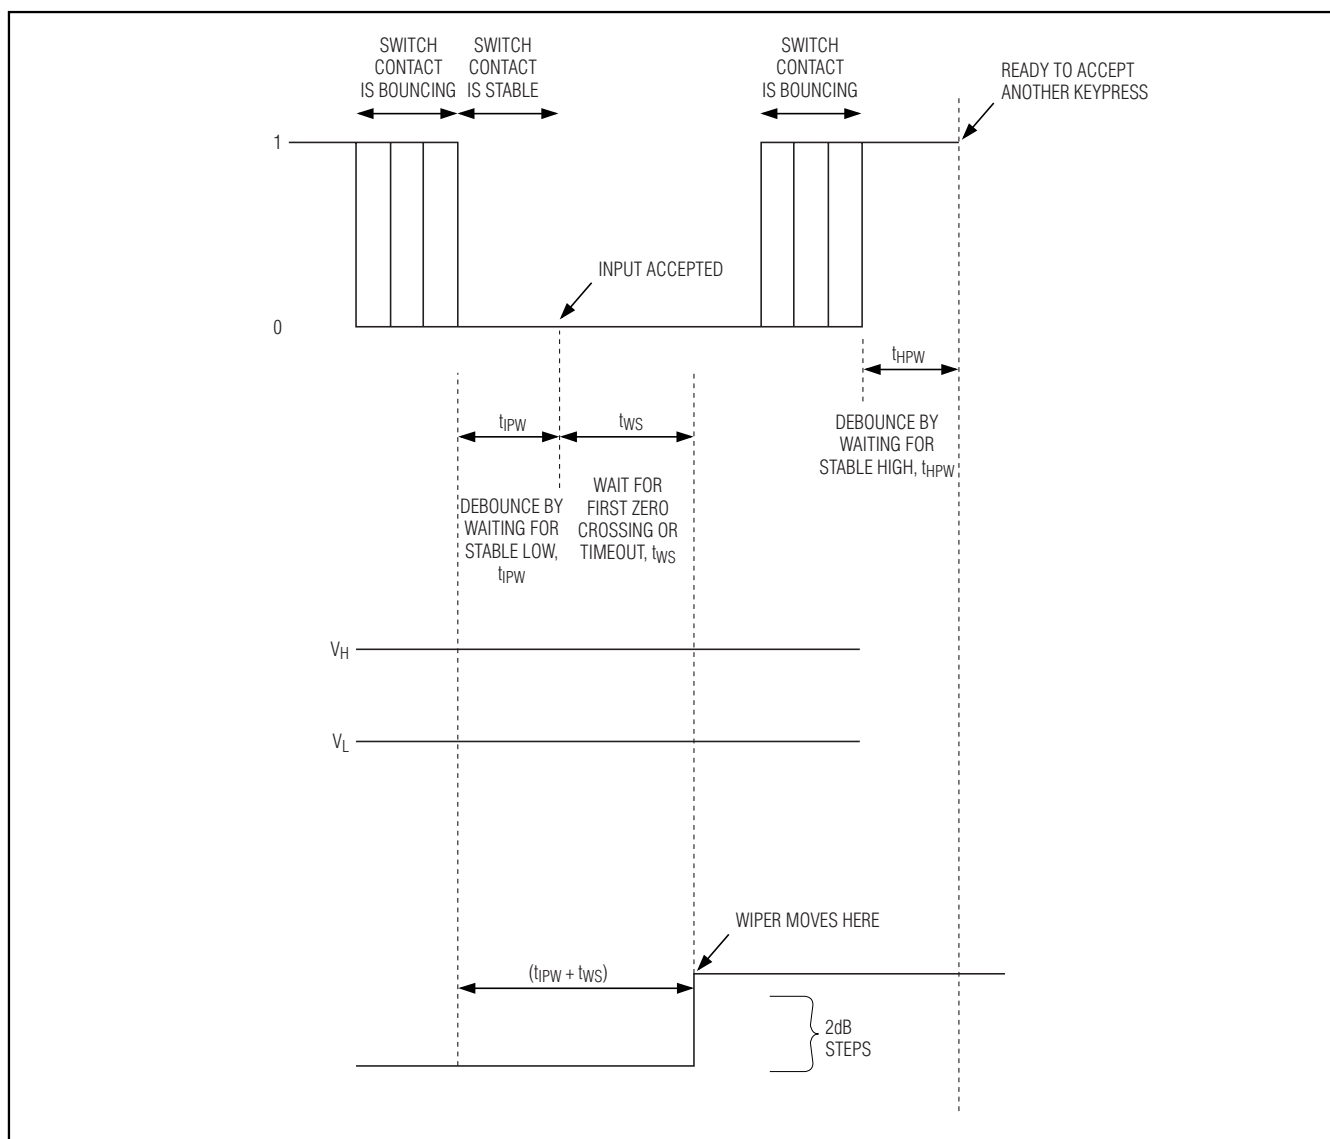 SWITCH
CONTACT
IS BOUNCING
SWITCH
CONTACT
IS STABLE
SWITCH
CONTACT
IS BOUNCING
READY TO ACCEPT
ANOTHER KEYPRESS
1
INPUT ACCEPTED
0
tHPW
tIPW
tWS
DEBOUNCE BY
WAITING FOR
STABLE HIGH, tHPW
DEBOUNCE BY
WAITING FOR
STABLE LOW,
tIPW
WAIT FOR
FIRST ZERO
CROSSING OR
TIMEOUT, tWS
VH
VL
WIPER MOVES HERE
(tIPW + tWS)
2dB
STEPS